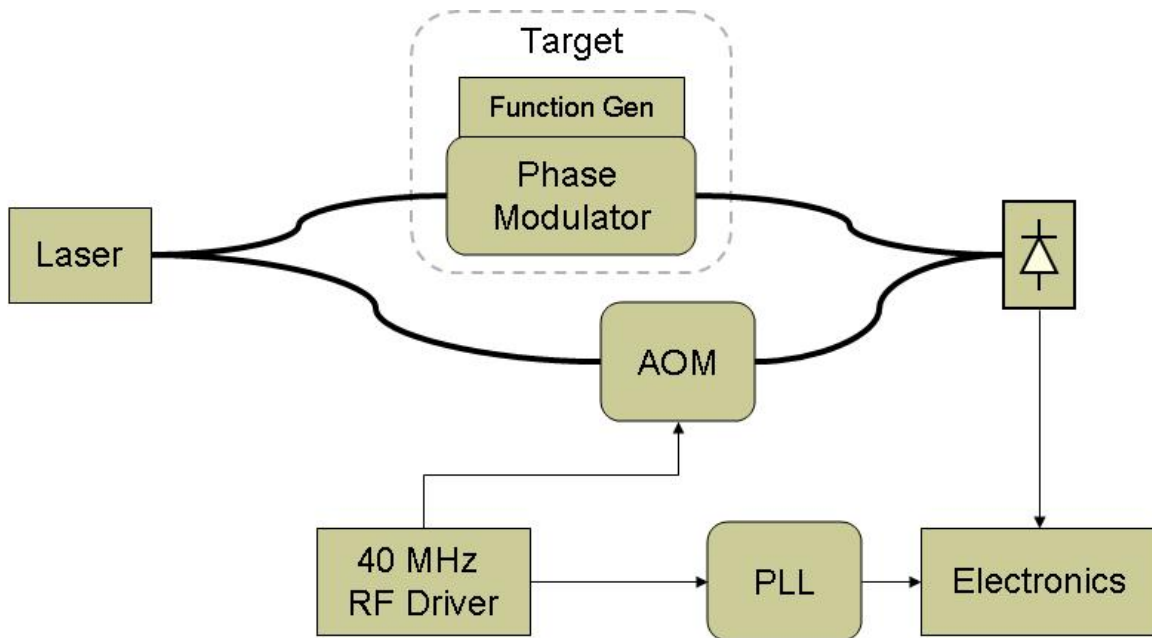 Target
Function Gen
Phase
Modulator
Laser
AOM
40 MHz
RF Driver
PLL
Electronics